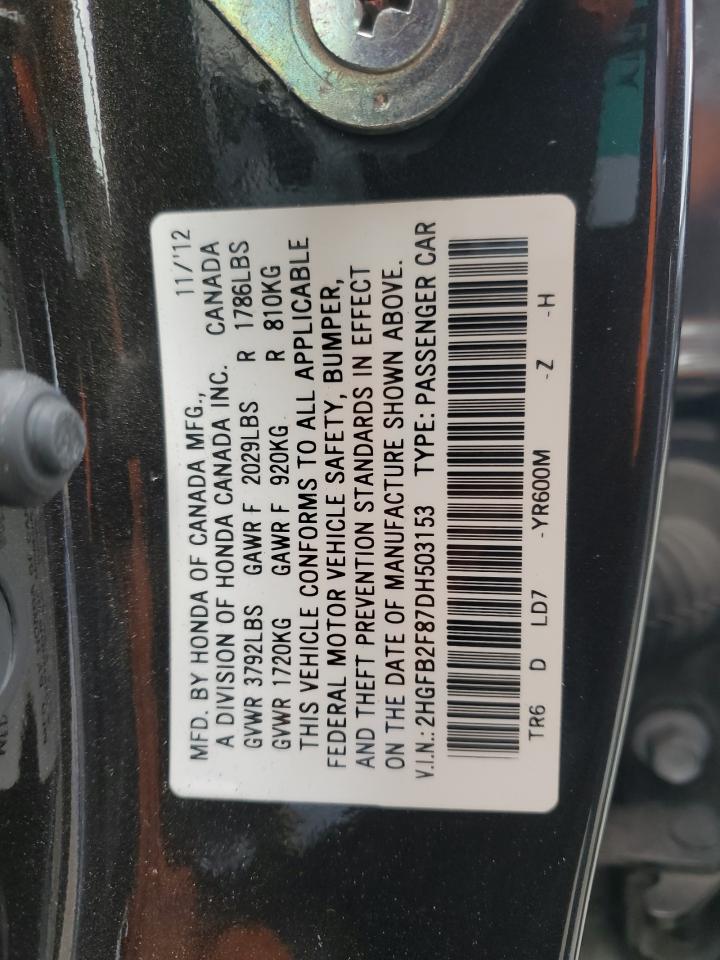 MFD. BY HONDA OF CANADA MFG., 11/'12
A DIVISION OF HONDA CANADA INC. CANADA
GVWR 3792LBS GAWR F 2029LBS R 1786LBS
GVWR 1720KG GAWR F 920KG R 810KG
THIS VEHICLE CONFORMS TO ALL APPLICABLE
FEDERAL MOTOR VEHICLE SAFETY, BUMPER,
AND THEFT PREVENTION STANDARDS IN EFFECT
ON THE DATE OF MANUFACTURE SHOWN ABOVE.
V.I.N.: 2HGFB2F87DH503153 TYPE: PASSENGER CAR
TR6 D LD7 -YR600M -Z -H